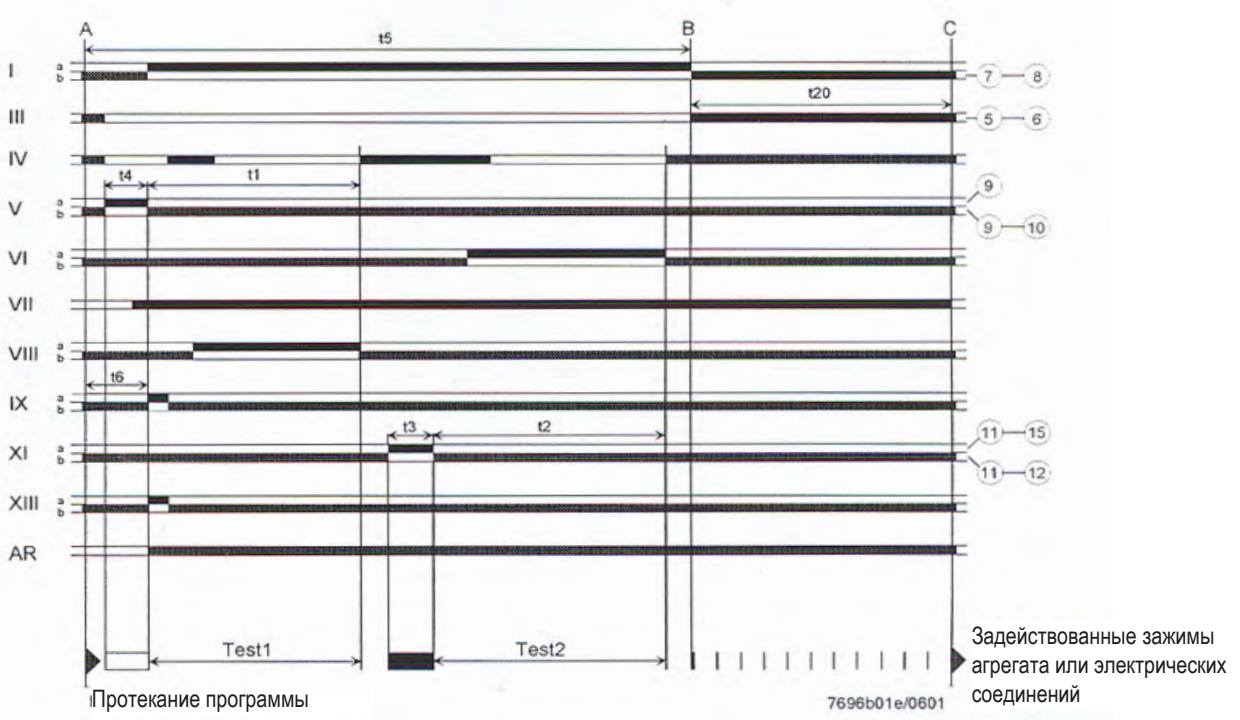 A B C
t5
I a
b 7 8
t20
III 5 6
IV
t4 t1
9
V a
b
9 10
VI a
b
VII
VIII a
b
t6
IX a
b
t3 t2
11 15
XI a
b
11 12
XIII a
b
AR
Test1 Test2
Задействованные зажимы
агрегата или электрических
соединений
Протекание программы
7696b01e/0601